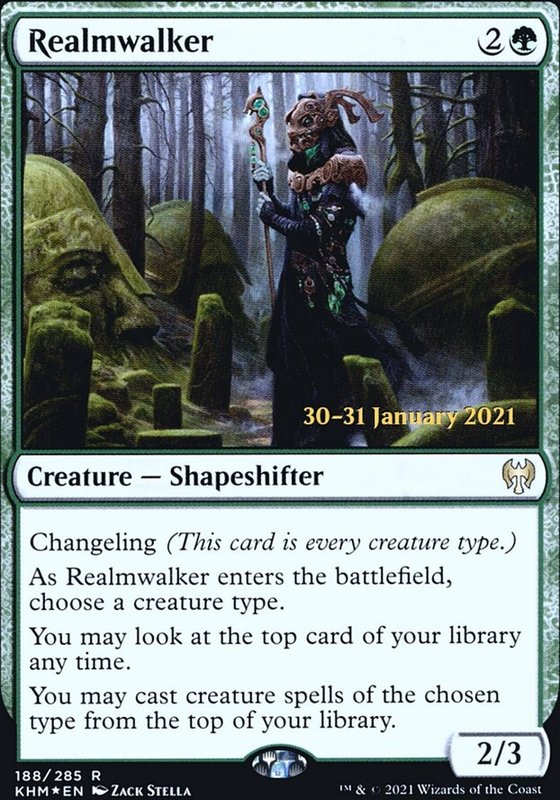 Realmwalker 2
30–31 January 2021
Creature — Shapeshifter
Changeling (This card is every creature type.)
As Realmwalker enters the battlefield,
choose a creature type.
You may look at the top card of your library
any time.
You may cast creature spells of the chosen
type from the top of your library.
2/3
188/285 R
KHM★EN Zack Stella
™ & © 2021 Wizards of the Coast